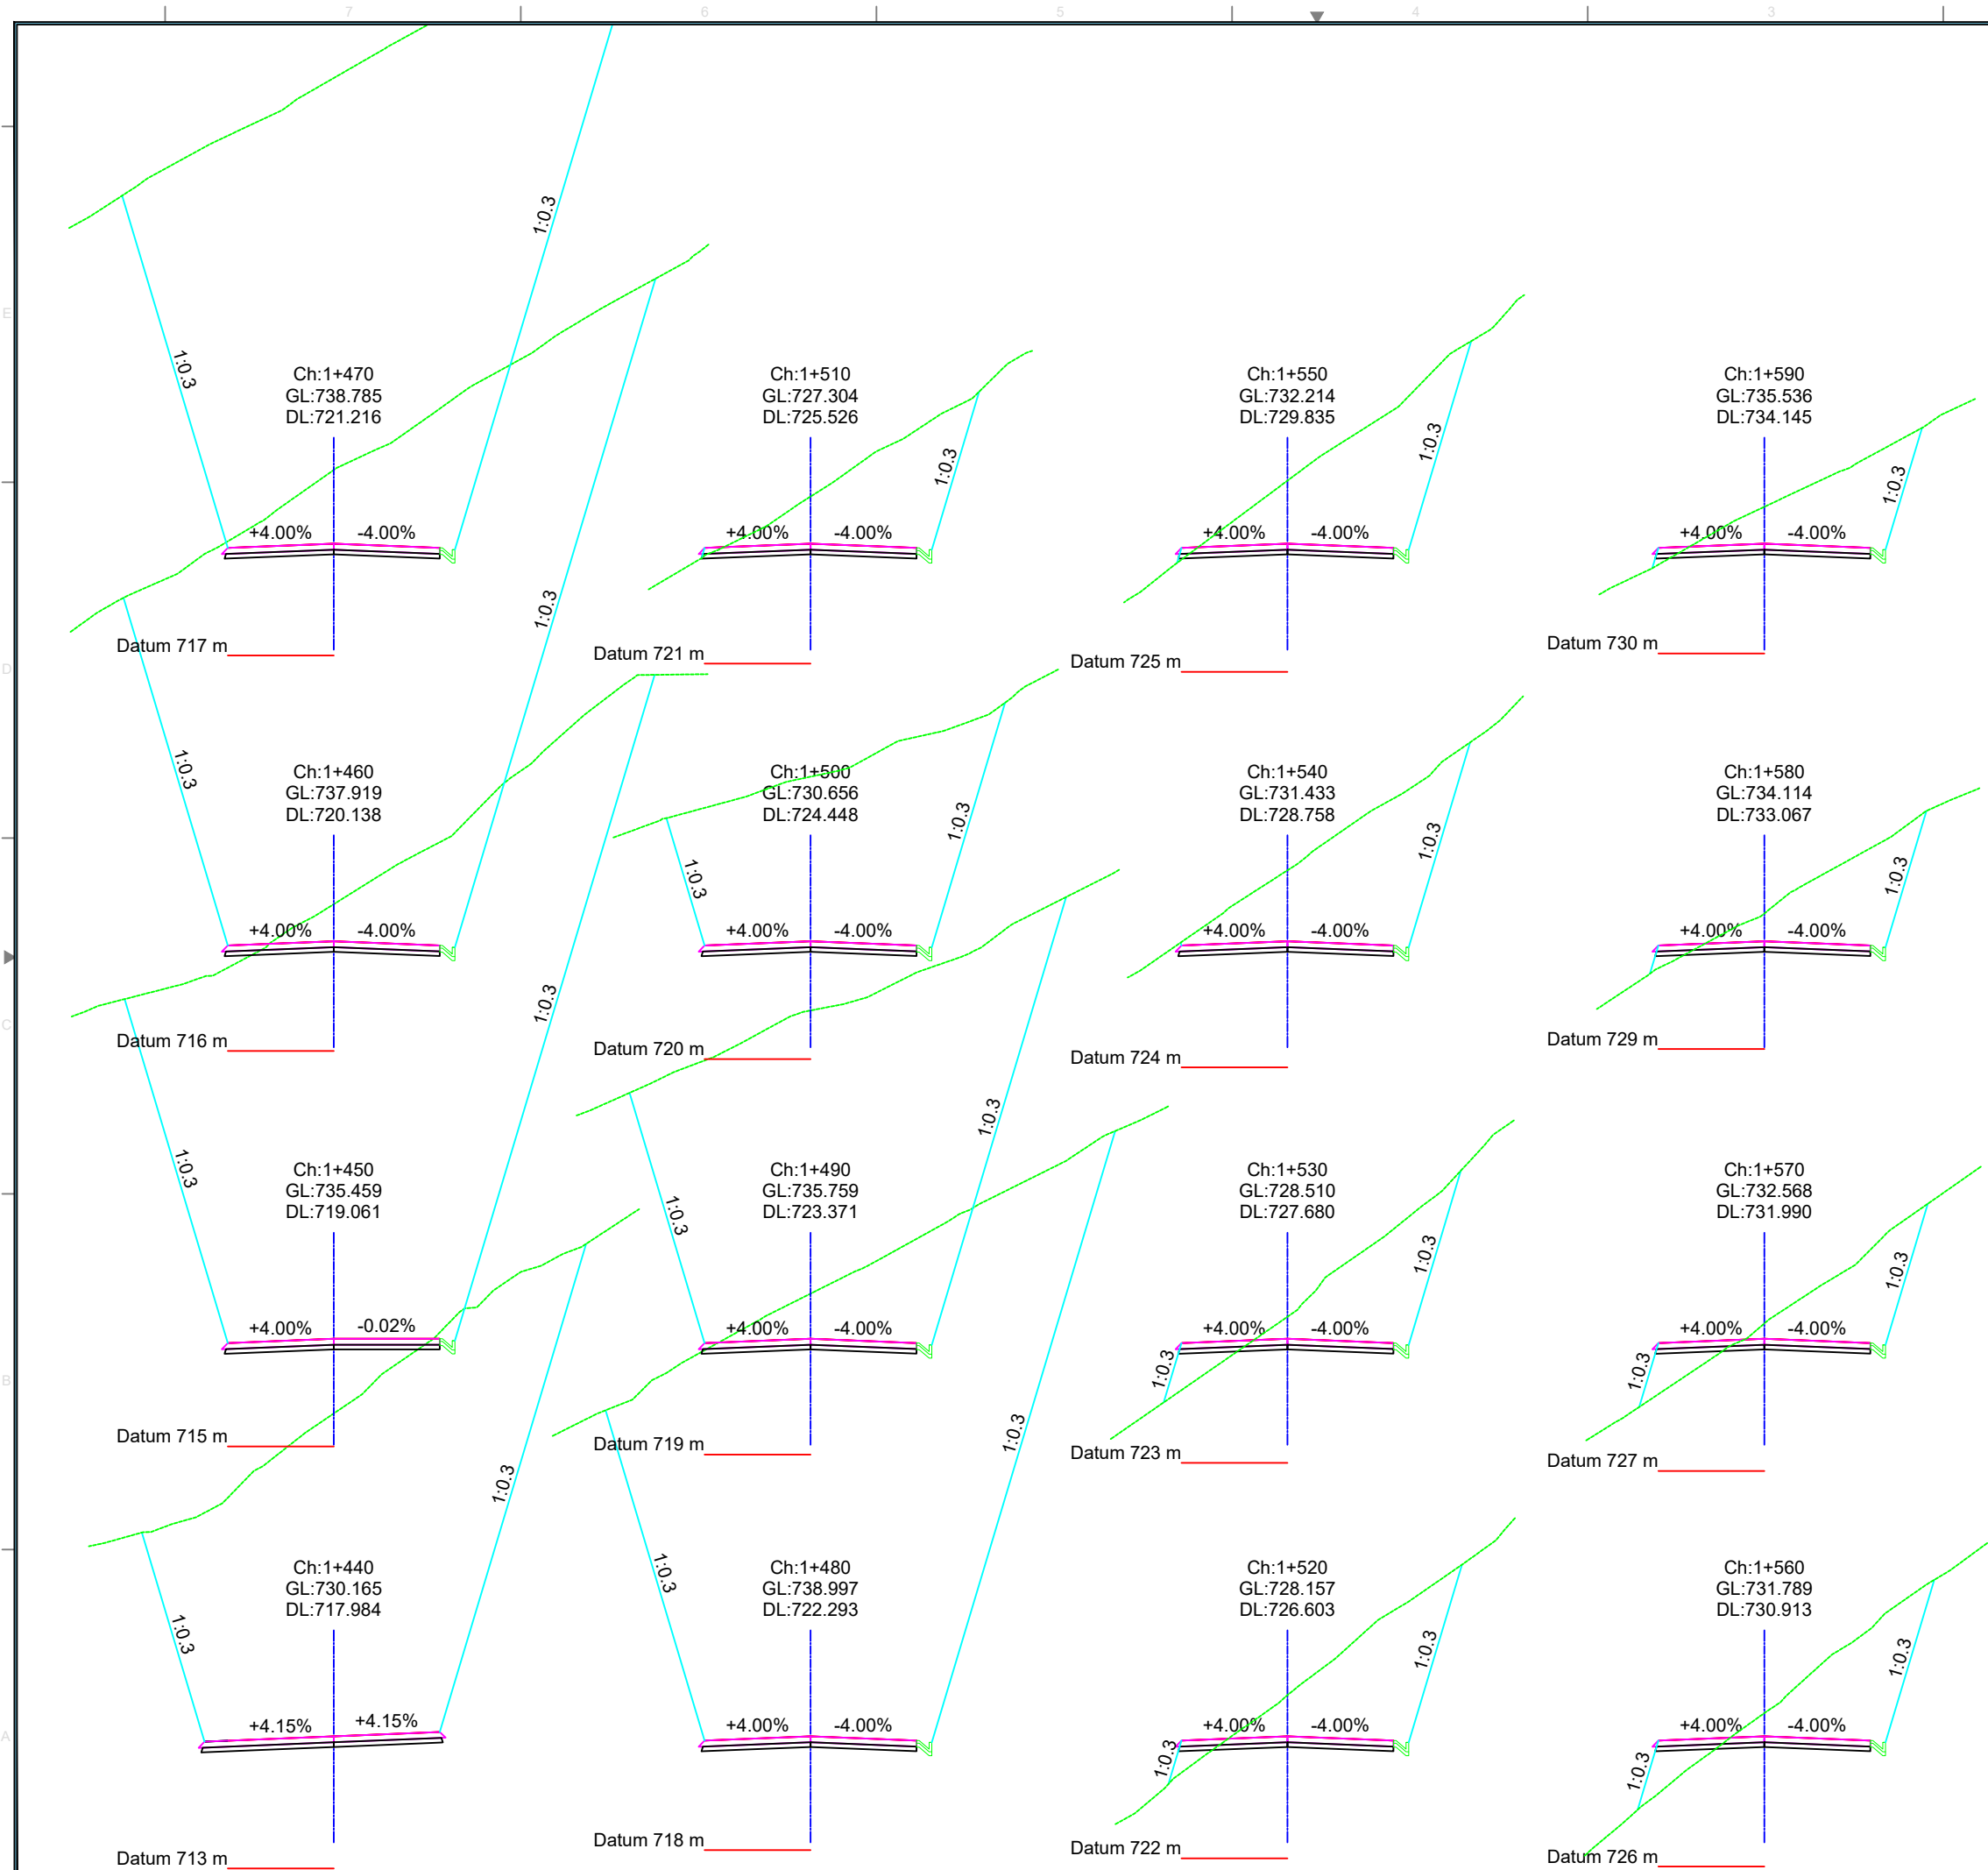 7 6 5 4 3
E
D
C
B
A
1:0.3
1:0.3
Ch:1+470
GL:738.785
DL:721.216
+4.00% -4.00%
Datum 717 m
Ch:1+510
GL:727.304
DL:725.526
1:0.3
+4.00% -4.00%
Datum 721 m
Ch:1+550
GL:732.214
DL:729.835
1:0.3
+4.00% -4.00%
Datum 725 m
Ch:1+590
GL:735.536
DL:734.145
1:0.3
+4.00% -4.00%
Datum 730 m
1:0.3
1:0.3
Ch:1+460
GL:737.919
DL:720.138
+4.00% -4.00%
Datum 716 m
Ch:1+500
GL:730.656
DL:724.448
1:0.3
1:0.3
+4.00% -4.00%
Datum 720 m
Ch:1+540
GL:731.433
DL:728.758
1:0.3
+4.00% -4.00%
Datum 724 m
Ch:1+580
GL:734.114
DL:733.067
1:0.3
+4.00% -4.00%
Datum 729 m
1:0.3
1:0.3
Ch:1+450
GL:735.459
DL:719.061
+4.00% -0.02%
Datum 715 m
1:0.3
1:0.3
Ch:1+490
GL:735.759
DL:723.371
+4.00% -4.00%
Datum 719 m
Ch:1+530
GL:728.510
DL:727.680
1:0.3
1:0.3
+4.00% -4.00%
Datum 723 m
Ch:1+570
GL:732.568
DL:731.990
1:0.3
1:0.3
+4.00% -4.00%
Datum 727 m
1:0.3
1:0.3
Ch:1+440
GL:730.165
DL:717.984
+4.15% +4.15%
Datum 713 m
1:0.3
1:0.3
Ch:1+480
GL:738.997
DL:722.293
+4.00% -4.00%
Datum 718 m
Ch:1+520
GL:728.157
DL:726.603
1:0.3
1:0.3
+4.00% -4.00%
Datum 722 m
Ch:1+560
GL:731.789
DL:730.913
1:0.3
1:0.3
+4.00% -4.00%
Datum 726 m